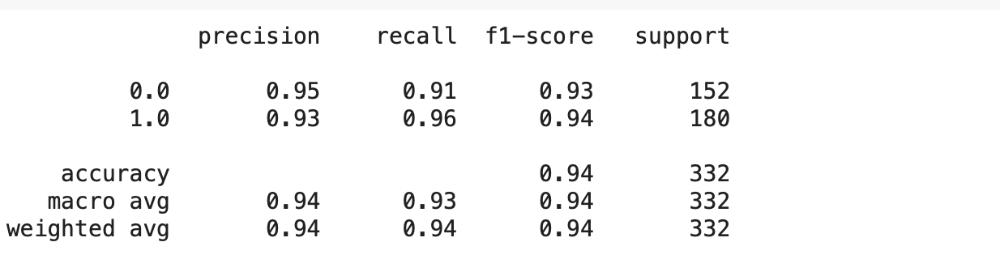 precision recall f1-score support
0.0 0.95 0.91 0.93 152
1.0 0.93 0.96 0.94 180
accuracy 0.94 332
macro avg 0.94 0.93 0.94 332
weighted avg 0.94 0.94 0.94 332